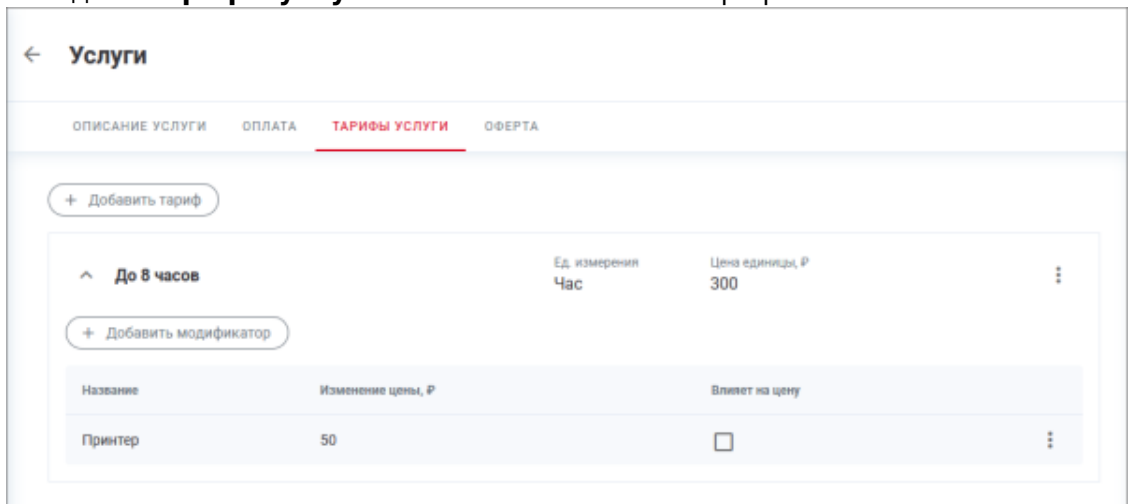 Услуги
ОПИСАНИЕ УСЛУГИ ОПЛАТА ТАРИФЫ УСЛУГИ ОФЕРТА
+ Добавить тариф
До 8 часов Ед. измерения Час Цена единицы, ₽ 300
+ Добавить модификатор
Название Изменение цены, ₽ Влияет на цену
Принтер 50